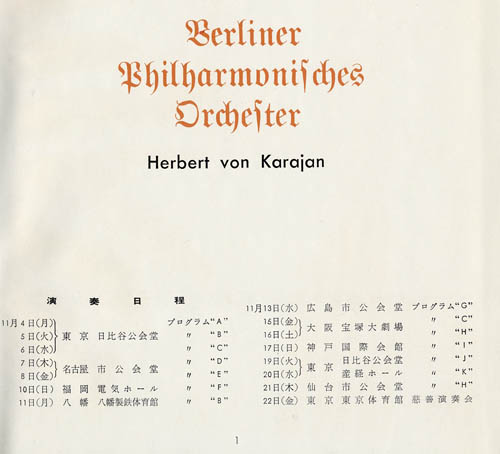 Berliner
Philharmonisches
Orchester
Herbert von Karajan
演奏日程
11月4日(月) プログラム“A”
5日(火) 東京 日比谷公会堂 〃 “B”
6日(水) 〃 “C”
7日(木) 〃 “D”
8日(金) 名古屋市公会堂 〃 “E”
10日(日) 福岡 電気ホール 〃 “F”
11日(月) 八幡 八幡製鉄体育館 〃 “B”
11月13日(水) 広島市公会堂 プログラム“G”
15日(金) 〃 “C”
16日(土) 大阪 宝塚大劇場 〃 “H”
17日(日) 神戸国際会館 〃 “I”
19日(火) 東京 日比谷公会堂 〃 “J”
20日(水) 産経ホール 〃 “K”
21日(木) 仙台市公会堂 〃 “H”
22日(金) 東京 東京体育館 慈善演奏会
1